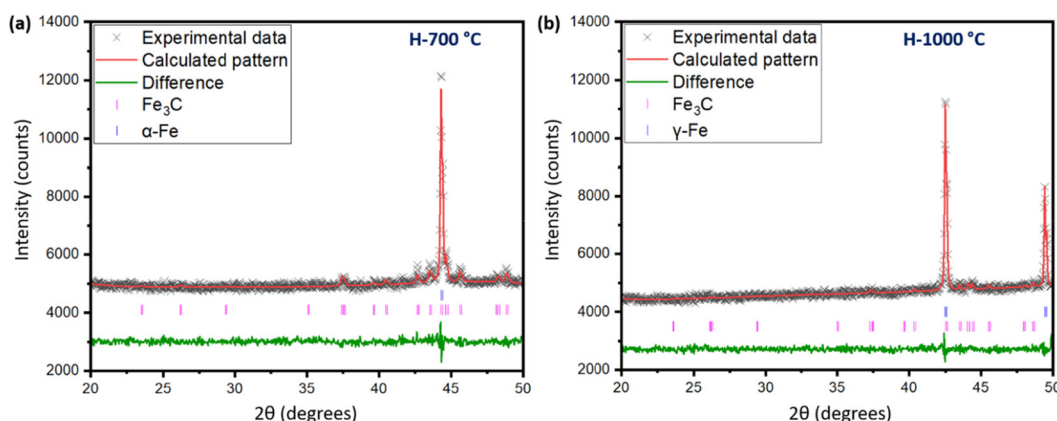 (a)
14000
12000
10000
8000
6000
4000
2000
Intensity (counts)
× Experimental data
Calculated pattern
Difference
Fe₃C
α-Fe
H-700 °C
20 25 30 35 40 45 50
2θ (degrees)
(b)
14000
12000
10000
8000
6000
4000
2000
Intensity (counts)
× Experimental data
Calculated pattern
Difference
Fe₃C
γ-Fe
H-1000 °C
20 25 30 35 40 45 50
2θ (degrees)